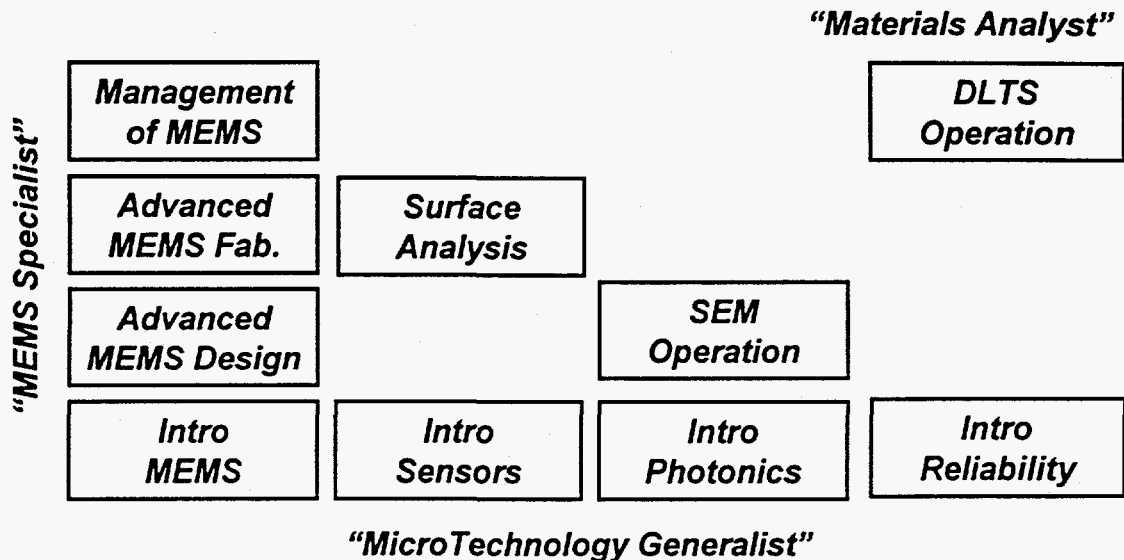 “Materials Analyst”
Management
of MEMS
DLTS
Operation
“MEMS Specialist”
Advanced
MEMS Fab.
Surface
Analysis
Advanced
MEMS Design
SEM
Operation
Intro
MEMS
Intro
Sensors
Intro
Photonics
Intro
Reliability
“MicroTechnology Generalist”